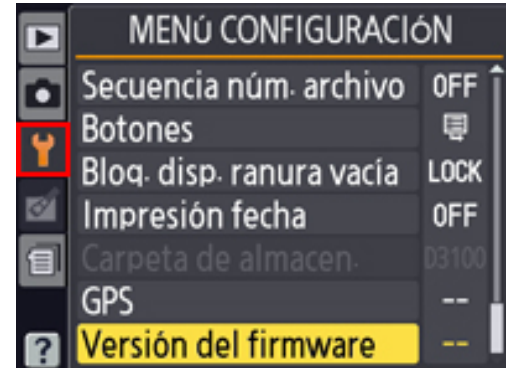 MENÚ CONFIGURACIÓN
Secuencia núm. archivo OFF
Botones
Bloq. disp. ranura vacía LOCK
Impresión fecha OFF
Carpeta de almacen. D3100
GPS --
Versión del firmware --
?